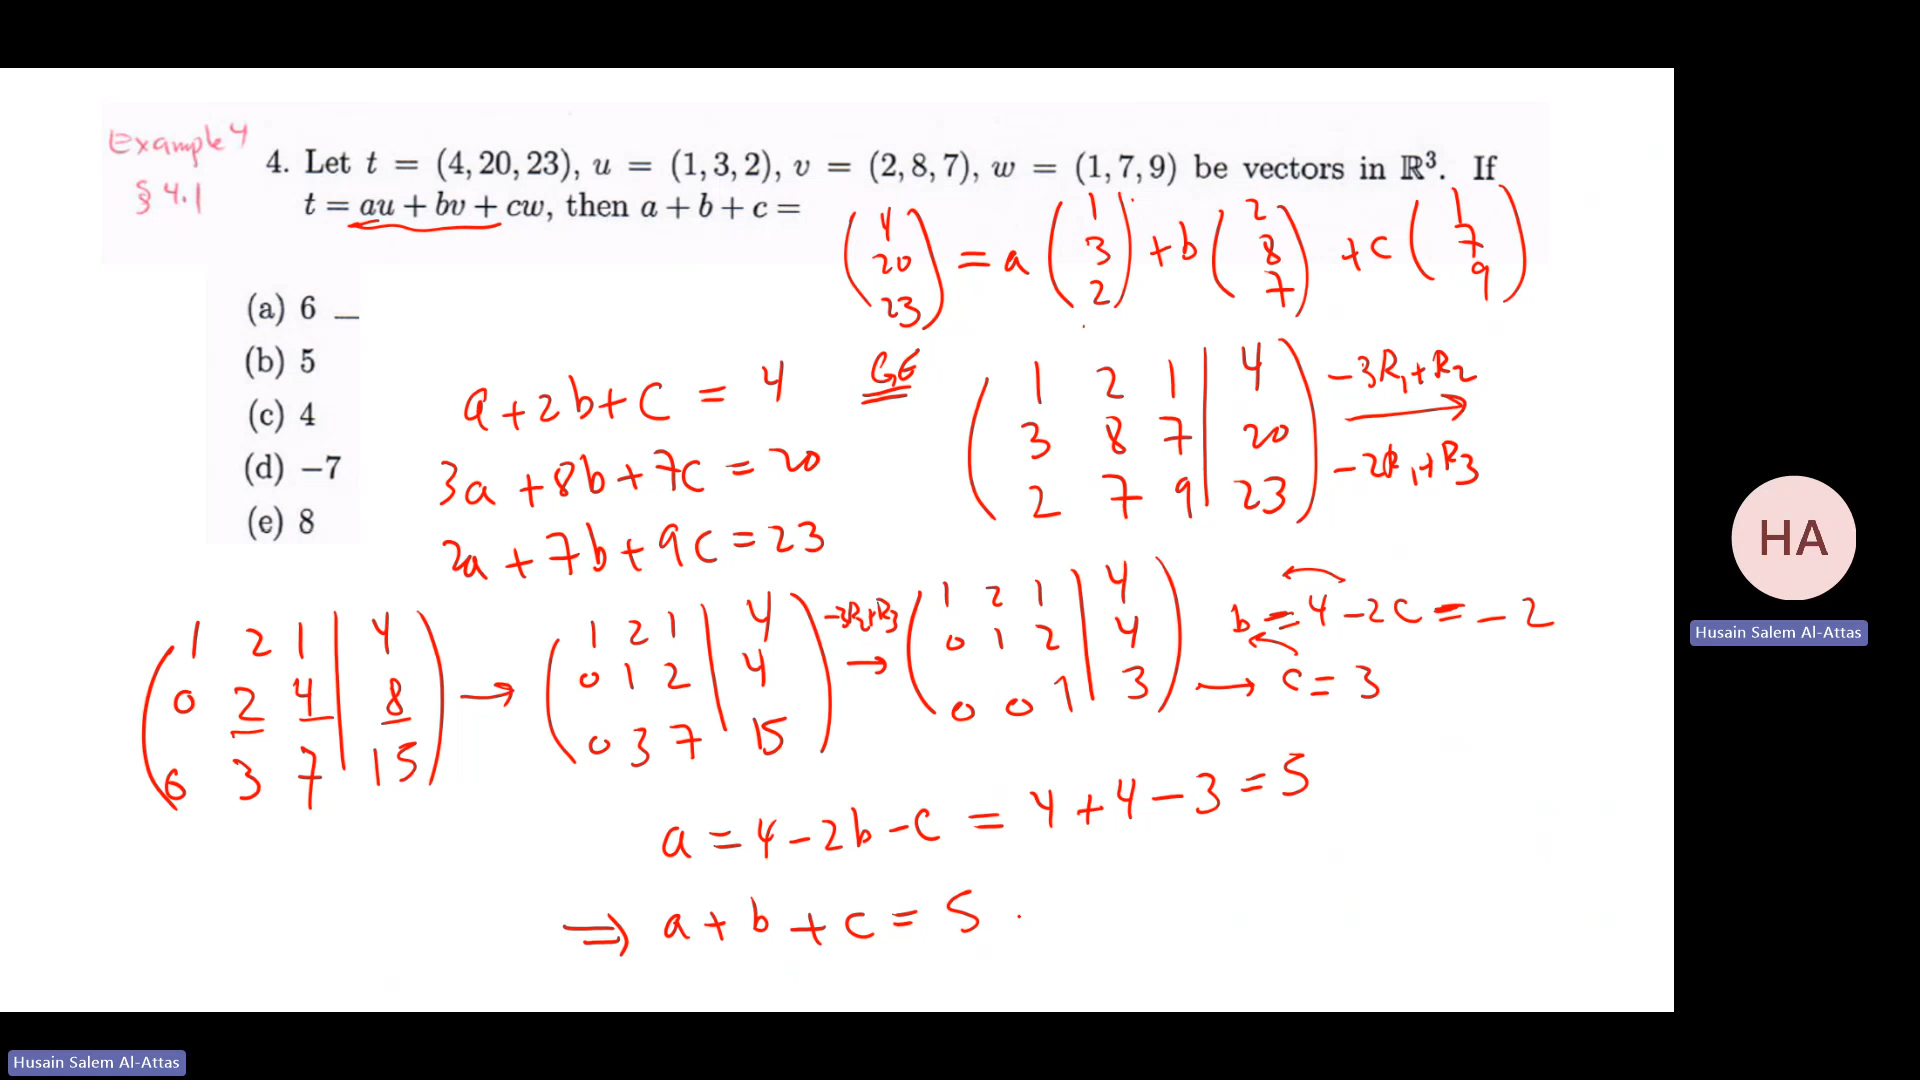 Example 4
§ 4.1
4. Let t = (4, 20, 23), u = (1, 3, 2), v = (2, 8, 7), w = (1, 7, 9) be vectors in ℝ³. If
t = au + bv + cw, then a + b + c =
(a) 6
(b) 5
(c) 4
(d) −7
(e) 8
(4 20 23) = a (1 3 2) + b (2 8 7) + c (1 7 9)
a + 2b + c = 4
3a + 8b + 7c = 20
2a + 7b + 9c = 23
GE
1 2 1 | 4
3 8 7 | 20
2 7 9 | 23
-3R1+R2
→
-2R1+R3
1 2 1 | 4
0 2 4 | 8
6 3 7 | 15
→
1 2 1 | 4
0 1 2 | 4
0 3 7 | 15
-3R2+R3
→
1 2 1 | 4
0 1 2 | 4
0 0 1 | 3
b = 4 - 2c = -2
→ c = 3
a = 4 - 2b - c = 4 + 4 - 3 = 5
⇒ a + b + c = 5 .
HA
Husain Salem Al-Attas
Husain Salem Al-Attas